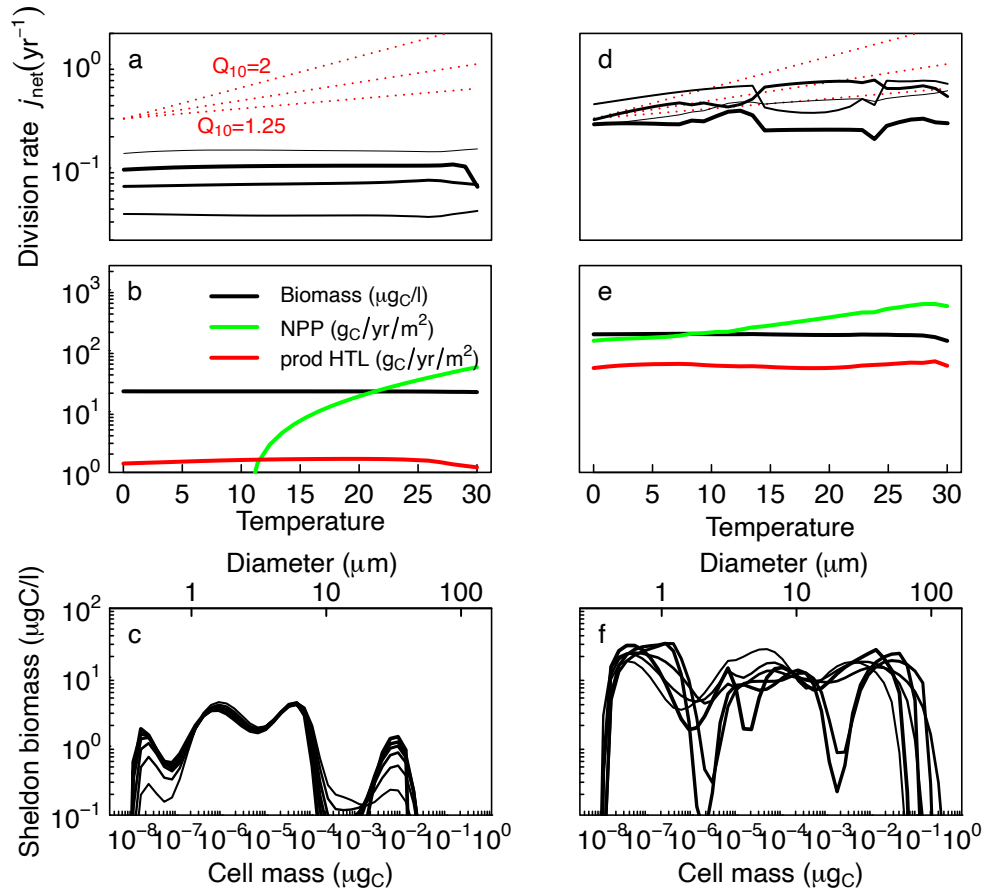 Division rate j_net(yr⁻¹)
10⁰
10⁻¹
a
Q₁₀=2
Q₁₀=1.25
d
10³
10²
10¹
10⁰
b
Biomass (μg_C/l)
NPP (g_C/yr/m²)
prod HTL (g_C/yr/m²)
e
0 5 10 15 20 25 30
Temperature
0 5 10 15 20 25 30
Temperature
Diameter (μm)
1 10 100
Diameter (μm)
1 10 100
Sheldon biomass (μgC/l)
10²
10¹
10⁰
10⁻¹
c
f
10⁻⁸ 10⁻⁷ 10⁻⁶ 10⁻⁵ 10⁻⁴ 10⁻³ 10⁻² 10⁻¹ 10⁰
Cell mass (μg_C)
10⁻⁸ 10⁻⁷ 10⁻⁶ 10⁻⁵ 10⁻⁴ 10⁻³ 10⁻² 10⁻¹ 10⁰
Cell mass (μg_C)